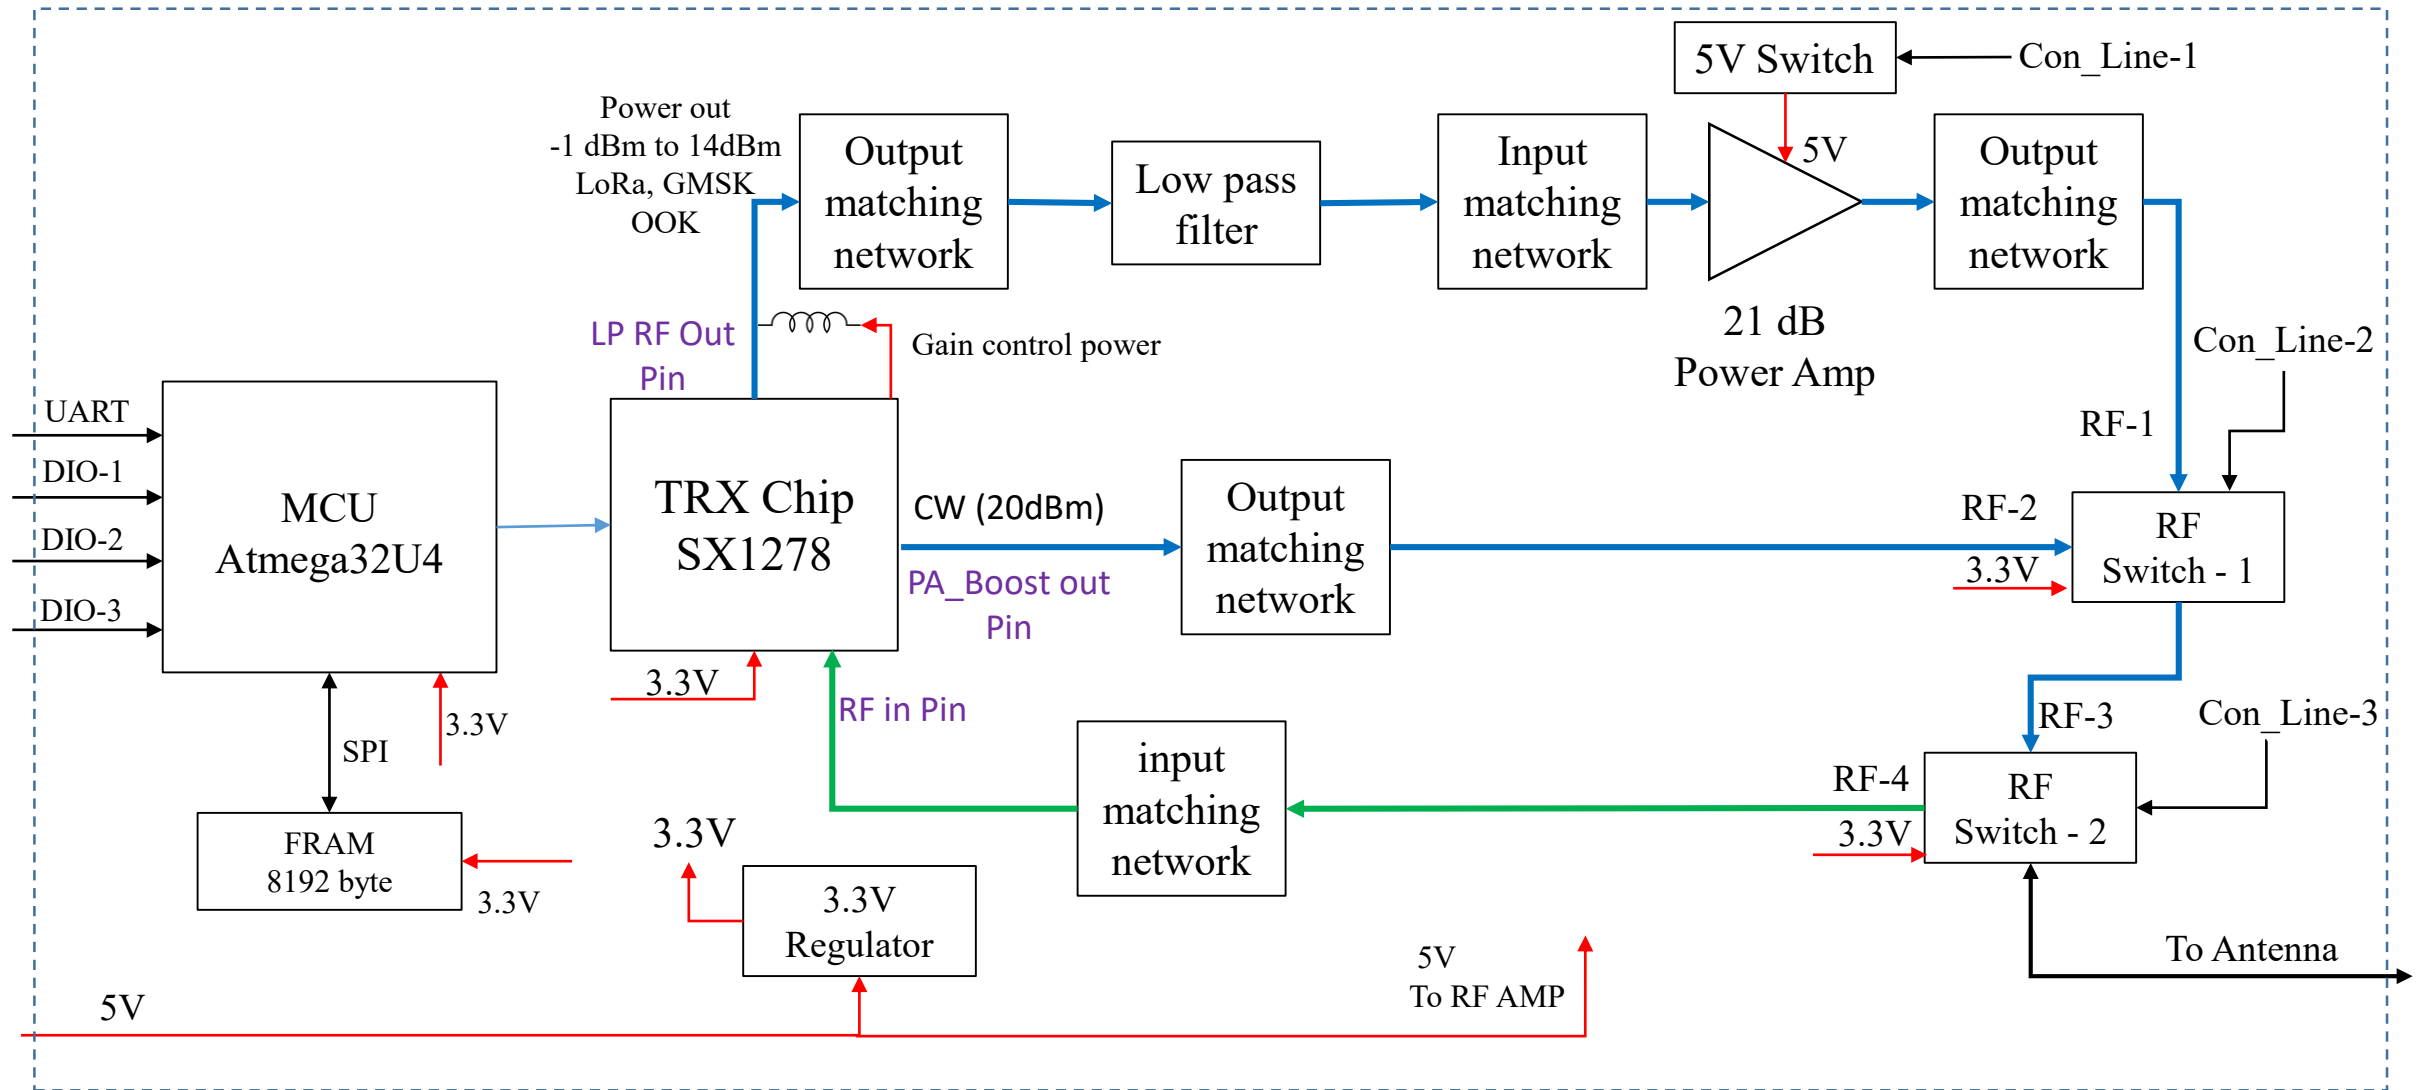 5V Switch
Con_Line-1
Power out
-1 dBm to 14dBm
LoRa, GMSK
OOK
Output
matching
network
Low pass
filter
Input
matching
network
5V
Output
matching
network
21 dB
Power Amp
LP RF Out
Pin
Gain control power
Con_Line-2
RF-1
UART
DIO-1
DIO-2
DIO-3
MCU
Atmega32U4
TRX Chip
SX1278
CW (20dBm)
PA_Boost out
Pin
Output
matching
network
RF-2
3.3V
RF
Switch - 1
3.3V
RF in Pin
3.3V
SPI
FRAM
8192 byte
3.3V
input
matching
network
RF-3
Con_Line-3
RF-4
3.3V
RF
Switch - 2
3.3V
3.3V
Regulator
5V
To RF AMP
To Antenna
5V